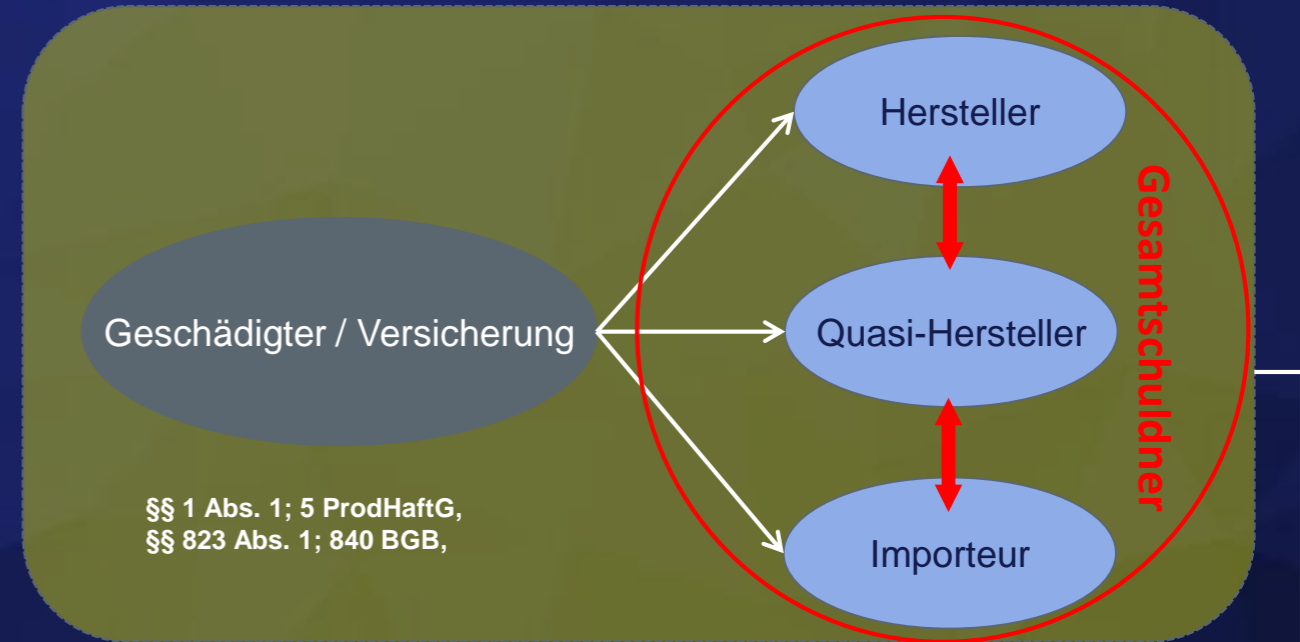 Hersteller
Gesamtschuldner
Geschädigter / Versicherung
Quasi-Hersteller
§§ 1 Abs. 1; 5 ProdHaftG,
§§ 823 Abs. 1; 840 BGB,
Importeur